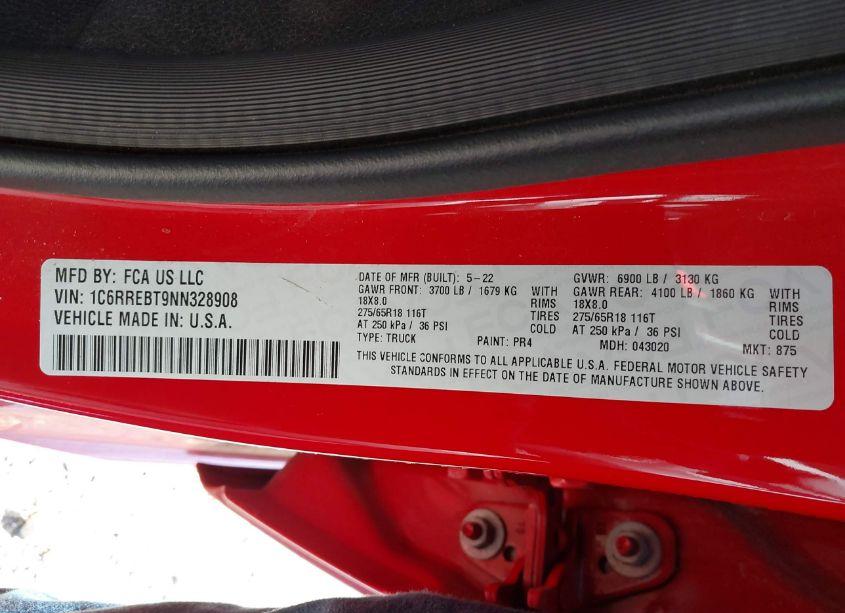 MFD BY: FCA US LLC
VIN: 1C6RREBT9NN328908
VEHICLE MADE IN: U.S.A.
DATE OF MFR (BUILT): 5-22 GVWR: 6900 LB / 3130 KG
GAWR FRONT: 3700 LB / 1679 KG WITH GAWR REAR: 4100 LB / 1860 KG WITH
18X8.0 RIMS 18X8.0 RIMS
275/65R18 116T TIRES 275/65R18 116T TIRES
AT 250 kPa / 36 PSI COLD AT 250 kPa / 36 PSI COLD
TYPE: TRUCK PAINT: PR4 MDH: 043020 MKT: 875
THIS VEHICLE CONFORMS TO ALL APPLICABLE U.S.A. FEDERAL MOTOR VEHICLE SAFETY
STANDARDS IN EFFECT ON THE DATE OF MANUFACTURE SHOWN ABOVE.